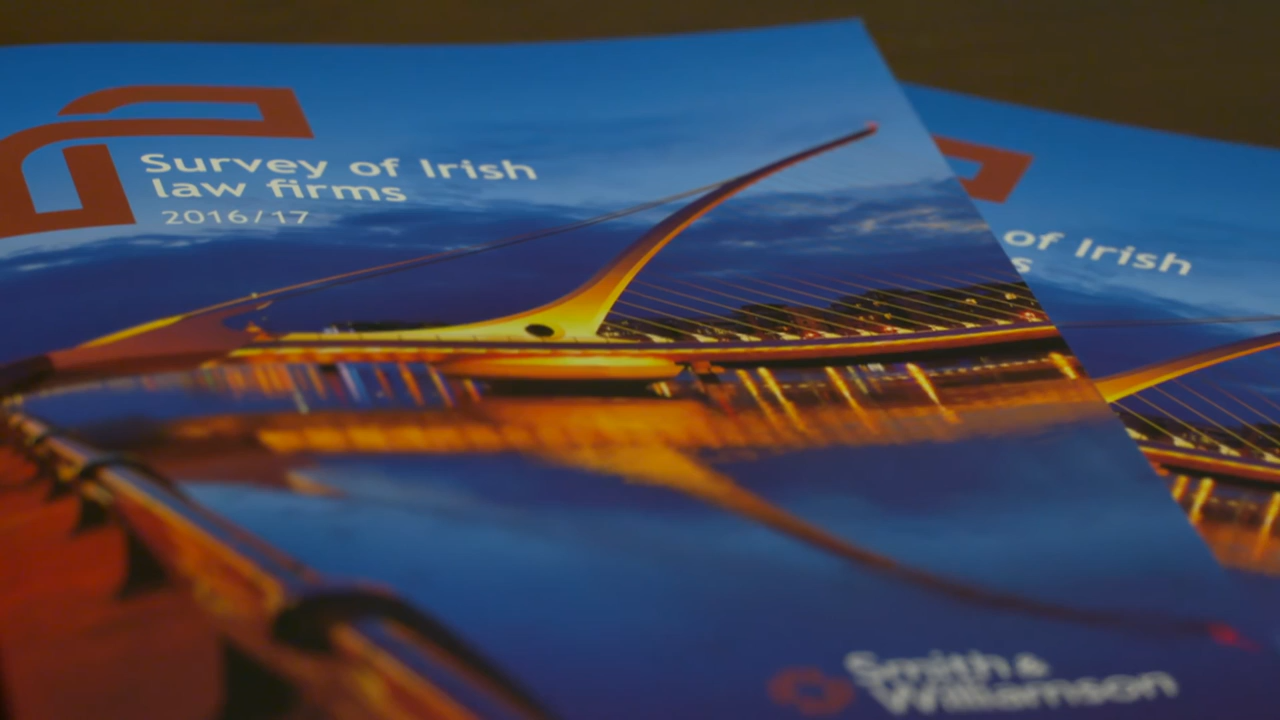 Survey of Irish
law firms
2016/17
of Irish
s
Smith &
Williamson